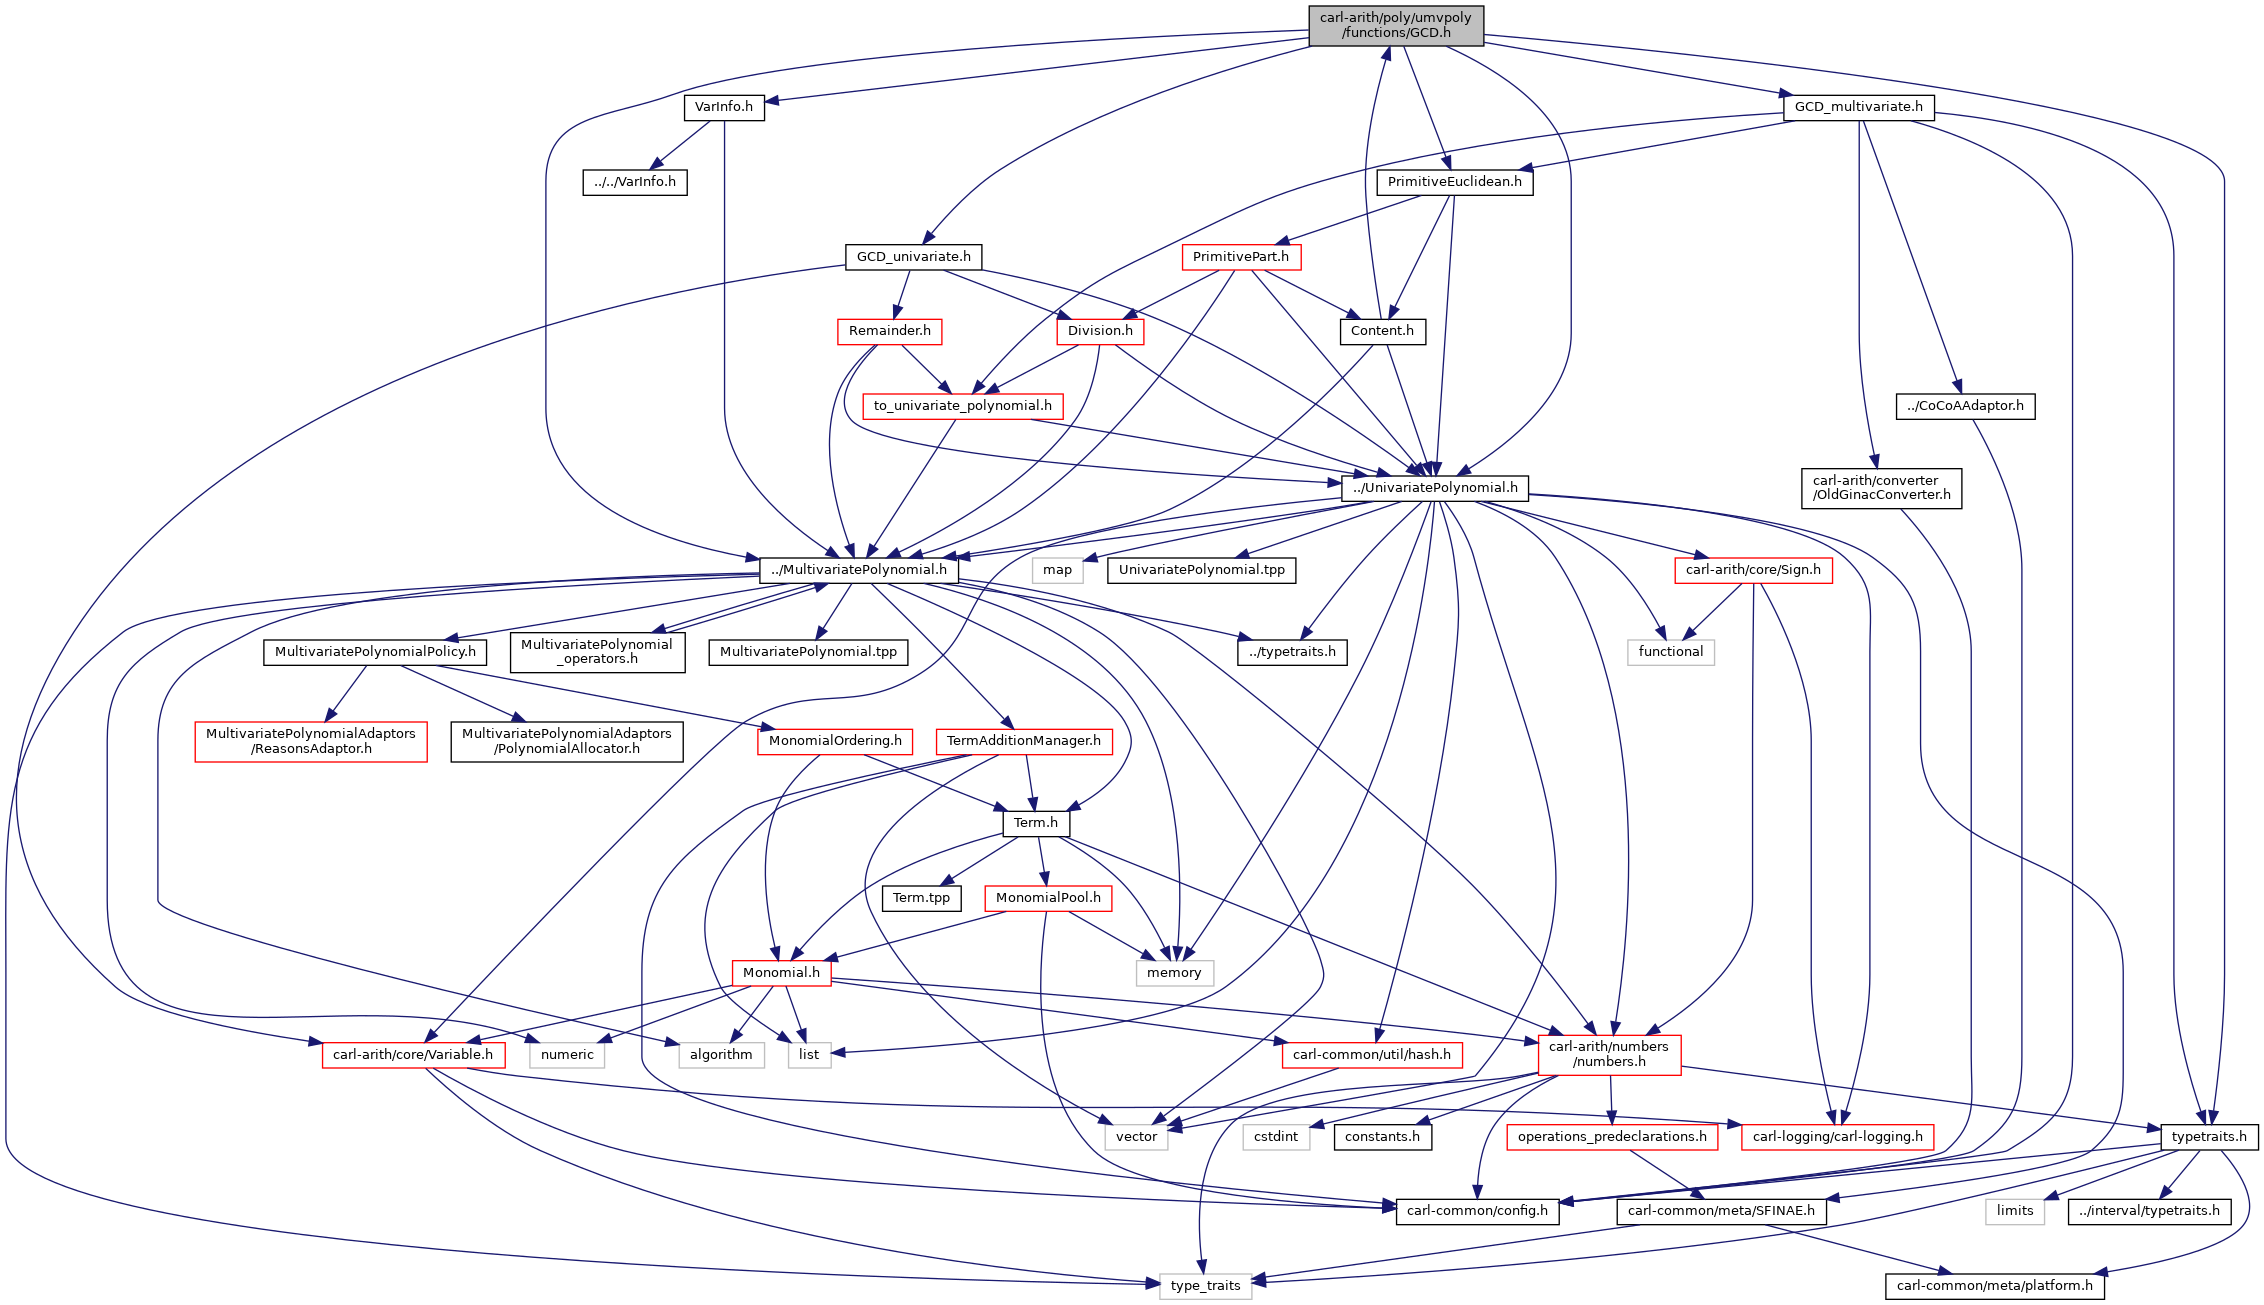 carl-arith/poly/umvpoly
/functions/GCD.h
VarInfo.h
GCD_multivariate.h
../../VarInfo.h
PrimitiveEuclidean.h
GCD_univariate.h
PrimitivePart.h
Remainder.h
Division.h
Content.h
to_univariate_polynomial.h
../CoCoAAdaptor.h
../UnivariatePolynomial.h
carl-arith/converter
/OldGinacConverter.h
../MultivariatePolynomial.h
map
UnivariatePolynomial.tpp
carl-arith/core/Sign.h
MultivariatePolynomialPolicy.h
MultivariatePolynomial
_operators.h
MultivariatePolynomial.tpp
../typetraits.h
functional
MultivariatePolynomialAdaptors
/ReasonsAdaptor.h
MultivariatePolynomialAdaptors
/PolynomialAllocator.h
MonomialOrdering.h
TermAdditionManager.h
Term.h
Term.tpp
MonomialPool.h
Monomial.h
memory
carl-arith/core/Variable.h
numeric
algorithm
list
carl-common/util/hash.h
carl-arith/numbers
/numbers.h
vector
cstdint
constants.h
operations_predeclarations.h
carl-logging/carl-logging.h
typetraits.h
carl-common/config.h
carl-common/meta/SFINAE.h
limits
../interval/typetraits.h
type_traits
carl-common/meta/platform.h